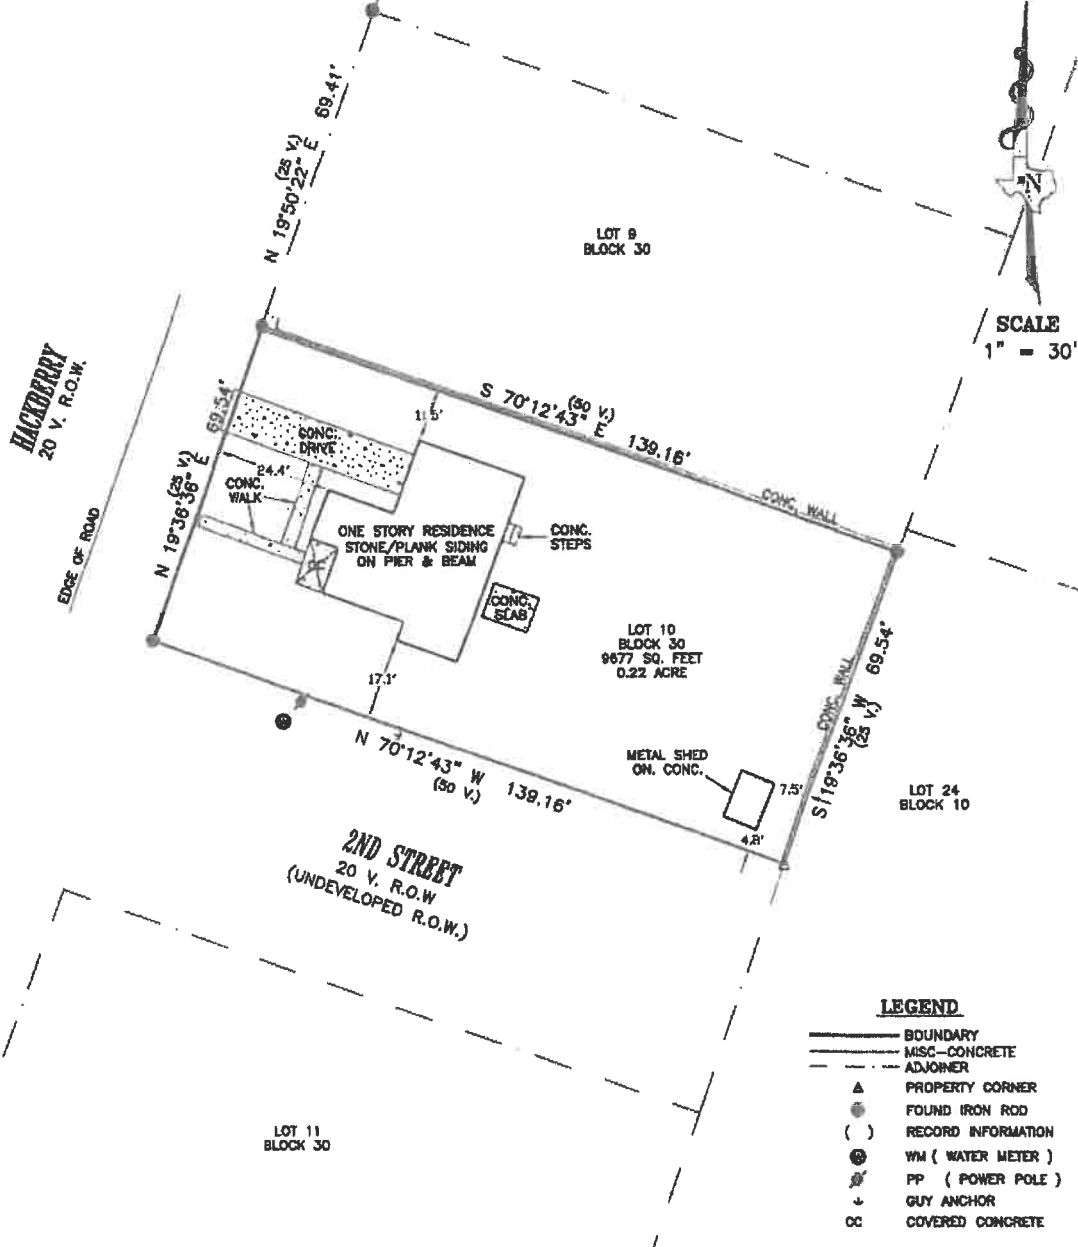 N 19°50'22" E 69.41'
(25 V.)
LOT 9
BLOCK 30
N
SCALE
1" = 30'
HACKBERRY
20 V. R.O.W.
EDGE OF ROAD
N 19°36'36" E
(25 V.)
69.54'
S 70°12'43" E 139.16'
(50 V.)
CONC. WALL
CONC.
DRIVE
24.4'
CONC.
WALK
ONE STORY RESIDENCE
STONE/PLANK SIDING
ON PIER & BEAM
CC
CONC.
STEPS
CONC.
SLAB
LOT 10
BLOCK 30
9677 SQ. FEET
0.22 ACRE
17.1'
CONC. WALL
S 19°36'36" W 69.54'
(25 V.)
METAL SHED
ON. CONC.
7.5'
4.8'
N 70°12'43" W 139.16'
(50 V.)
LOT 24
BLOCK 10
2ND STREET
20 V. R.O.W
(UNDEVELOPED R.O.W.)
LOT 11
BLOCK 30
LEGEND
BOUNDARY
MISC-CONCRETE
ADJOINER
PROPERTY CORNER
FOUND IRON ROD
( ) RECORD INFORMATION
WM ( WATER METER )
PP ( POWER POLE )
GUY ANCHOR
CC COVERED CONCRETE